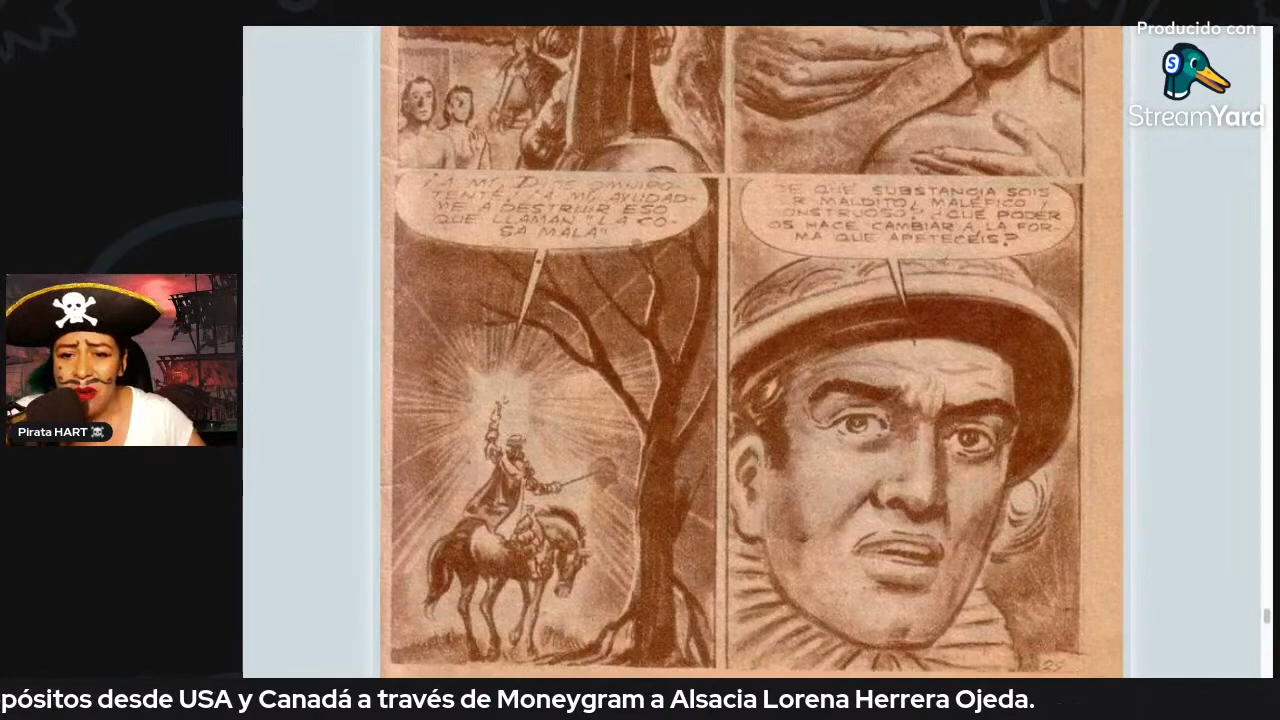 Producido con
StreamYard
¡A MÍ, DIOS OMNIPO-
TENTE! ¡A MÍ, AYUDAD-
ME A DESTRUIR ESO
QUE LLAMAN "LA CO-
SA MALA"
DE QUÉ SUBSTANCIA SOIS
R MALDITO, MALÉFICO Y
ONSTRUOSO? ¿QUÉ PODER
OS HACE CAMBIAR A LA FOR-
MA QUE APETECÉIS?
Pirata HART ☠
29
pósitos desde USA y Canadá a través de Moneygram a Alsacia Lorena Herrera Ojeda.